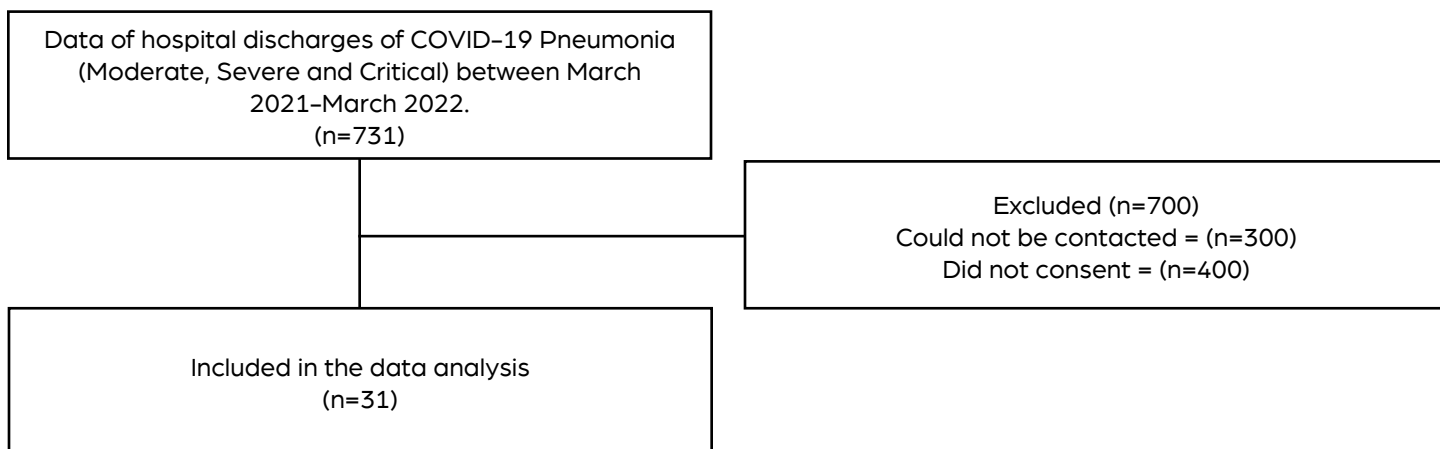 Data of hospital discharges of COVID-19 Pneumonia
(Moderate, Severe and Critical) between March
2021-March 2022.
(n=731)
Excluded (n=700)
Could not be contacted = (n=300)
Did not consent = (n=400)
Included in the data analysis
(n=31)